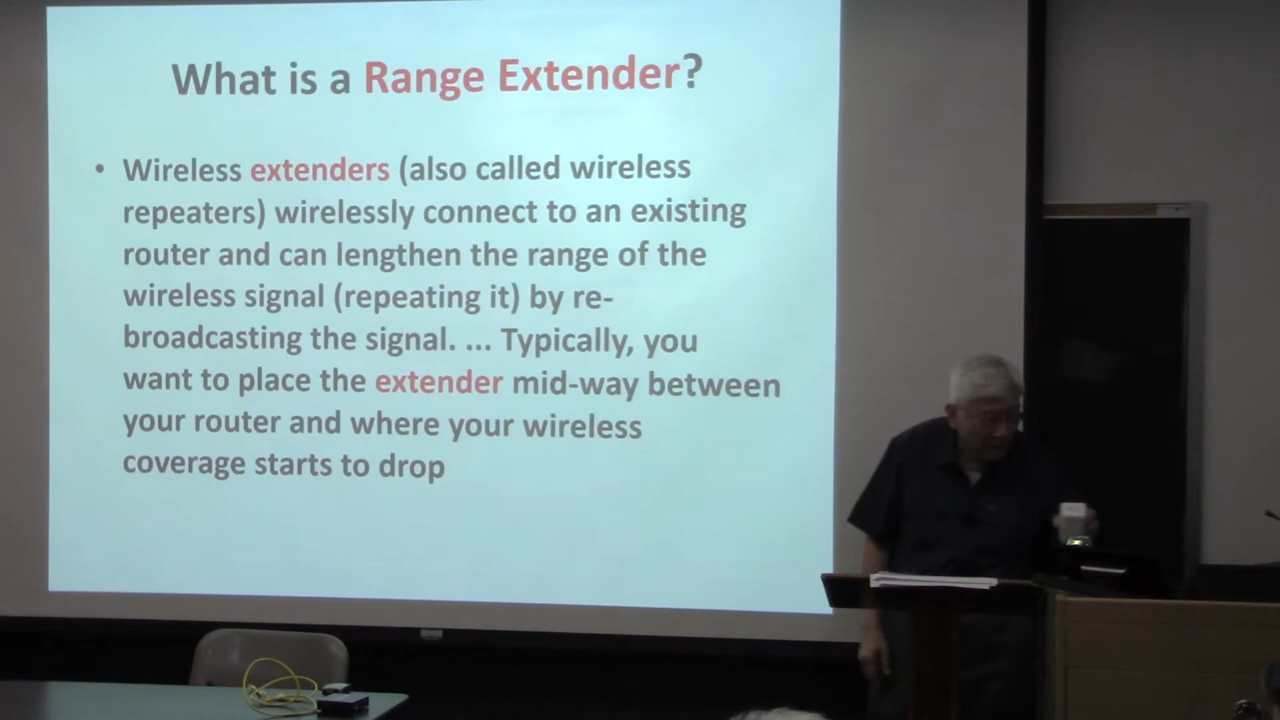 What is a Range Extender?
• Wireless extenders (also called wireless
repeaters) wirelessly connect to an existing
router and can lengthen the range of the
wireless signal (repeating it) by re-
broadcasting the signal. ... Typically, you
want to place the extender mid-way between
your router and where your wireless
coverage starts to drop